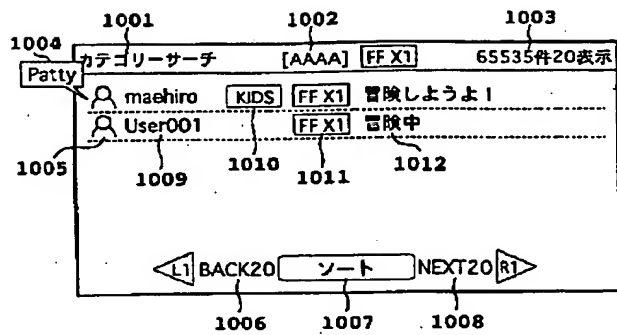 1001 1002 1003
1004
カテゴリーサーチ [AAAA] FF X1 65535件20表示
Patty
maehiro KIDS FF X1 冒険しようよ！
User001 FF X1 冒険中
1005 1009 1010 1011 1012
L1 BACK20 ソート NEXT20 R1
1006 1007 1008